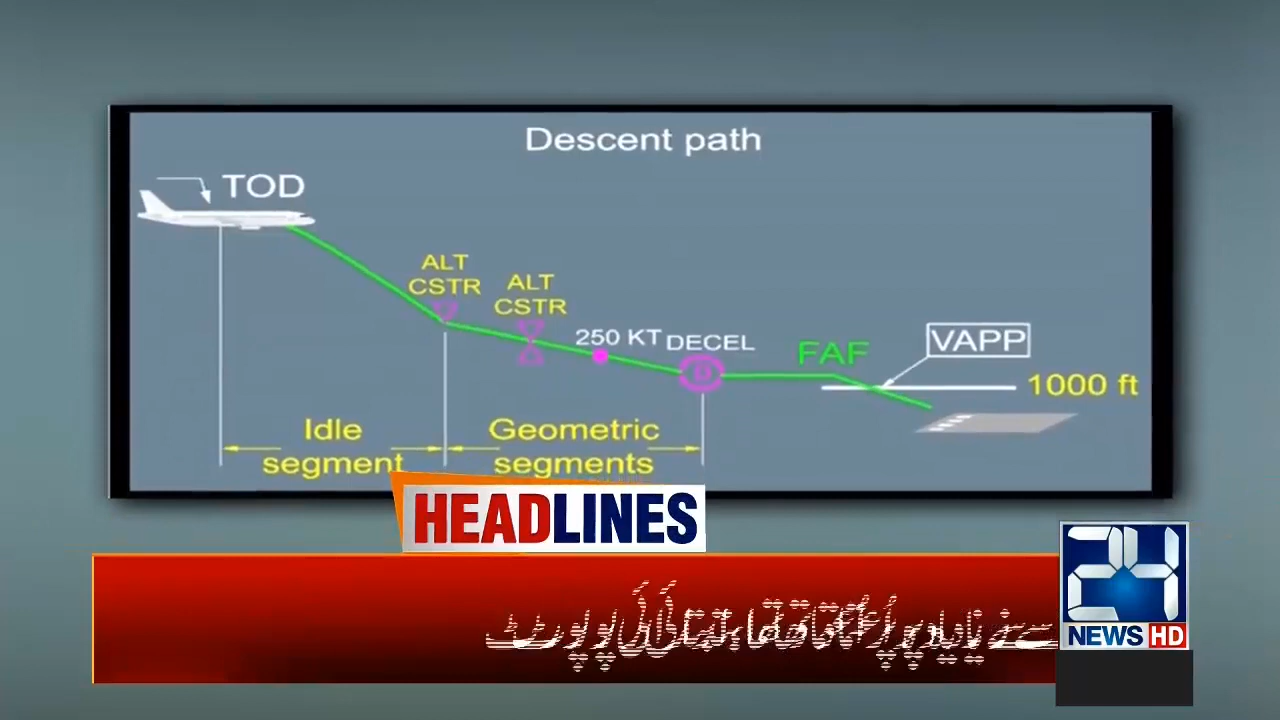 Descent path
TOD
ALT
CSTR
ALT
CSTR
250 KT
DECEL
D
FAF
VAPP
1000 ft
Idle
segment
Geometric
segments
HEADLINES
24
NEWS HD